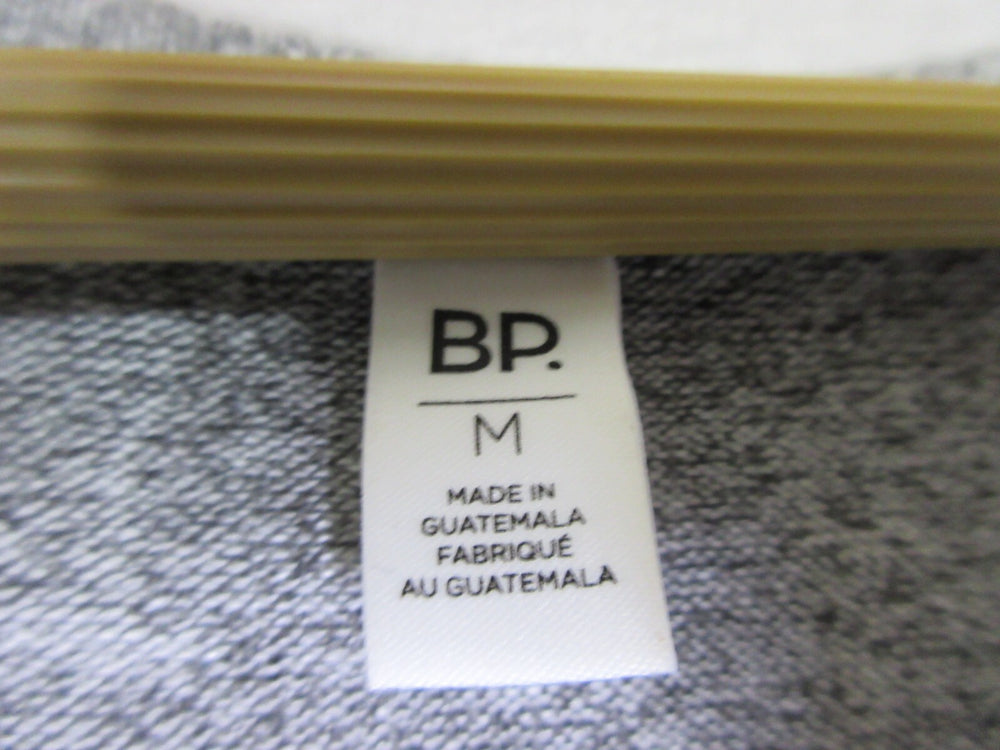 BP.
M
MADE IN
GUATEMALA
FABRIQUÉ
AU GUATEMALA